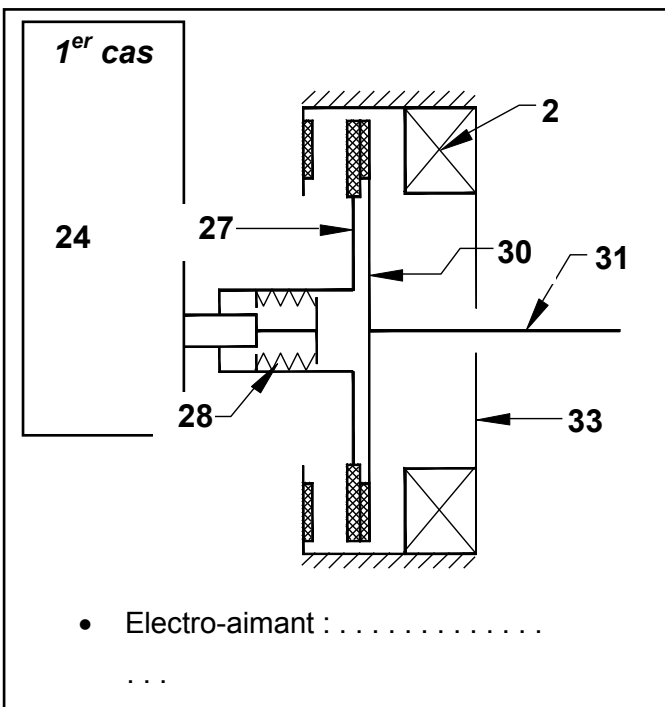 1er cas
2
24
27
30
31
28
33
• Electro-aimant : . . . . . . . . . . . . .
. . .